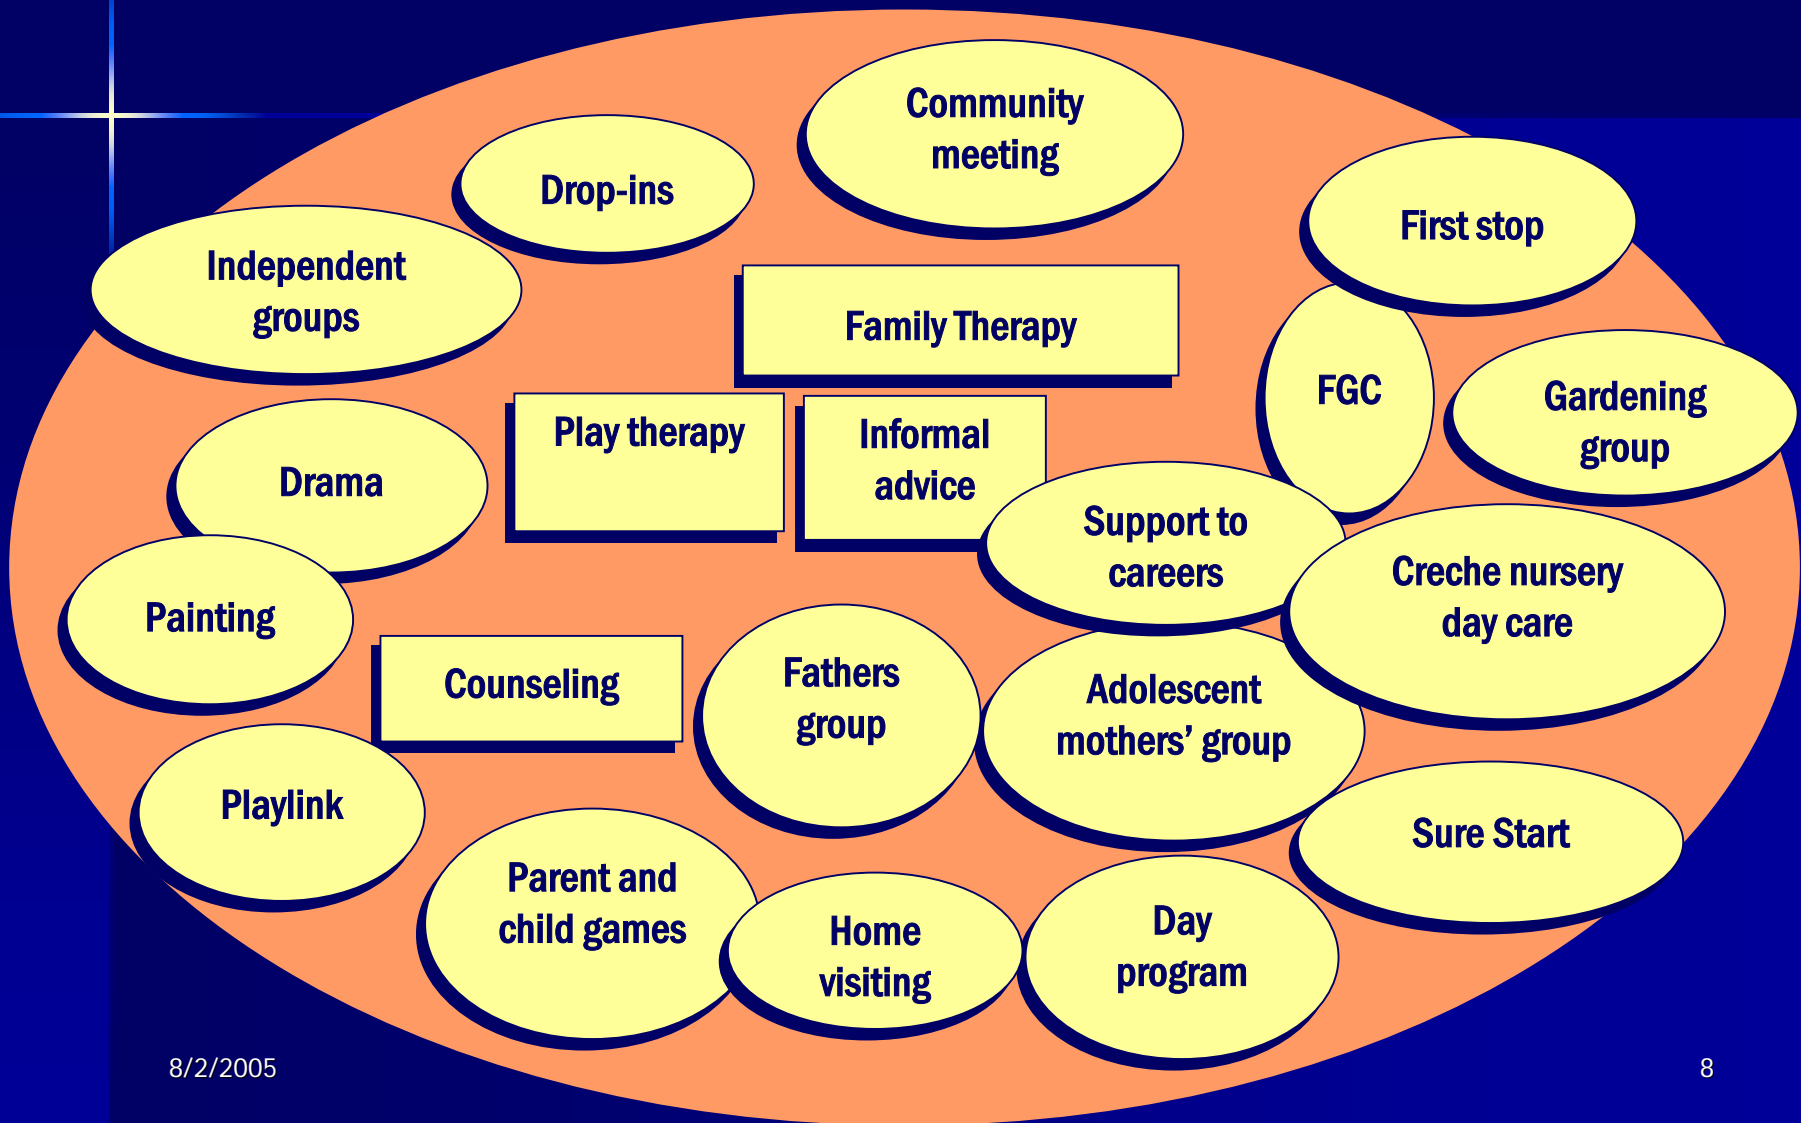 Community
meeting
Drop-ins
First stop
Independent
groups
Family Therapy
FGC
Gardening
group
Play therapy
Informal
advice
Drama
Support to
careers
Creche nursery
day care
Painting
Counseling
Fathers
group
Adolescent
mothers’ group
Playlink
Sure Start
Parent and
child games
Home
visiting
Day
program
8/2/2005
8